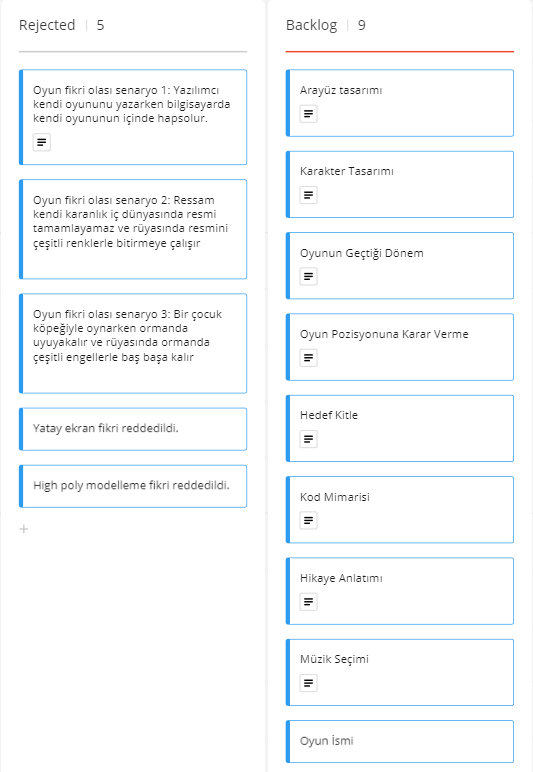 Rejected | 5
Oyun fikri olası senaryo 1: Yazılımcı
kendi oyununu yazarken bilgisayarda
kendi oyununun içinde hapsolur.
Oyun fikri olası senaryo 2: Ressam
kendi karanlık iç dünyasında resmi
tamamlayamaz ve rüyasında resmini
çeşitli renklerle bitirmeye çalışır
Oyun fikri olası senaryo 3: Bir çocuk
köpeğiyle oynarken ormanda
uyuyakalır ve rüyasında ormanda
çeşitli engellerle baş başa kalır
Yatay ekran fikri reddedildi.
High poly modelleme fikri reddedildi.
+
Backlog | 9
Arayüz tasarımı
Karakter Tasarımı
Oyunun Geçtiği Dönem
Oyun Pozisyonuna Karar Verme
Hedef Kitle
Kod Mimarisi
Hikaye Anlatımı
Müzik Seçimi
Oyun İsmi